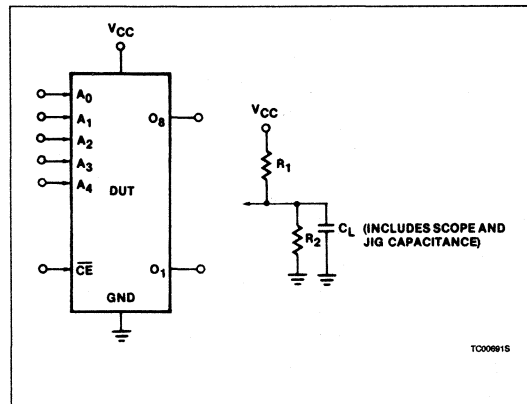 VCC
A0
A1
A2
A3
A4
CE
DUT
GND
O8
O1
VCC
R1
R2
CL (INCLUDES SCOPE AND
JIG CAPACITANCE)
TC00691S